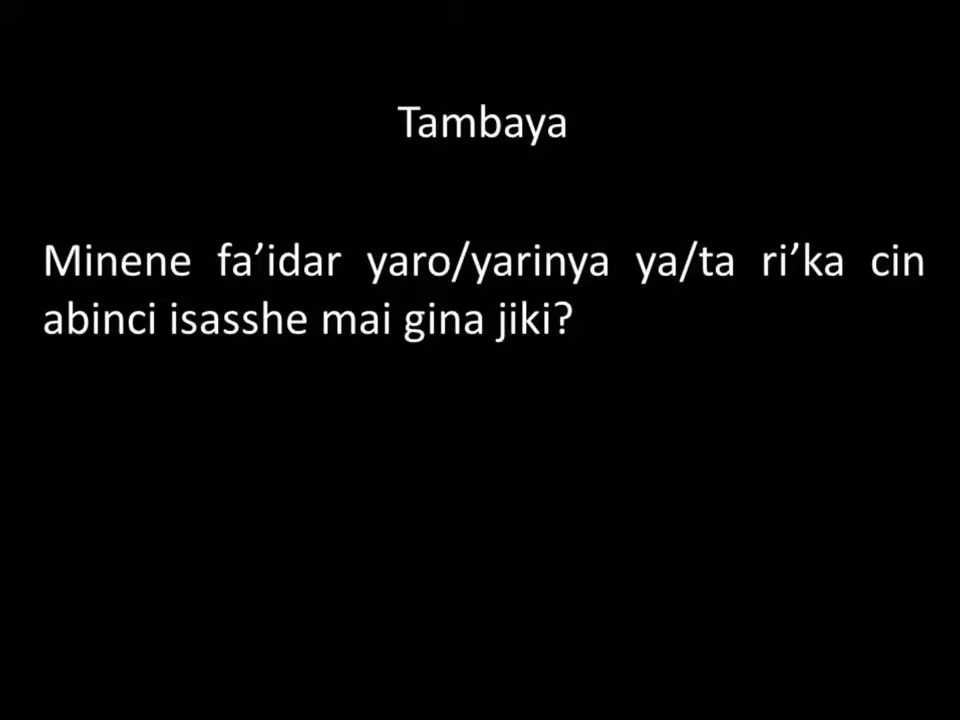 Tambaya
Minene fa’idar yaro/yarinya ya/ta ri’ka cin
abinci isasshe mai gina jiki?